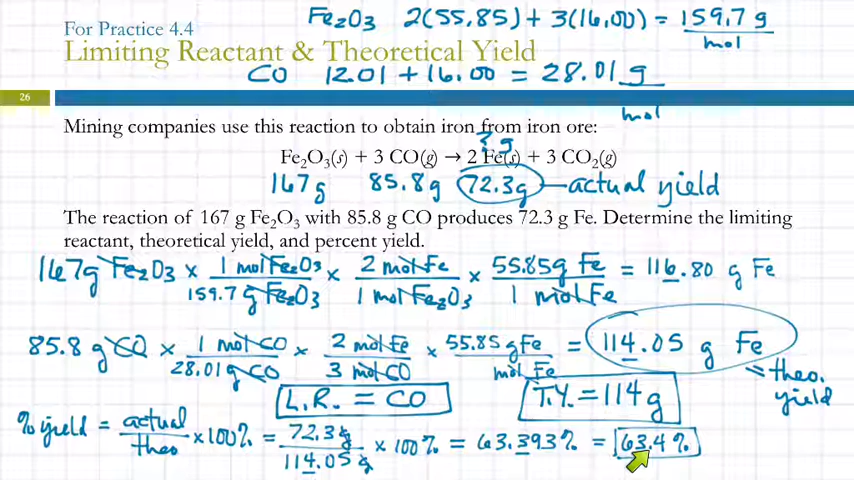 Fe2O3 2(55.85) + 3(16.00) = 159.7 g/mol
For Practice 4.4
Limiting Reactant & Theoretical Yield
CO 12.01 + 16.00 = 28.01 g/mol
26
Mining companies use this reaction to obtain iron from iron ore:
? g
Fe2O3(s) + 3 CO(g) → 2 Fe(s) + 3 CO2(g)
167g 85.8g 72.3g — actual yield
The reaction of 167 g Fe2O3 with 85.8 g CO produces 72.3 g Fe. Determine the limiting
reactant, theoretical yield, and percent yield.
167g Fe2O3 × 1 mol Fe2O3/159.7 g Fe2O3 × 2 mol Fe/1 mol Fe2O3 × 55.85g Fe/1 mol Fe = 116.80 g Fe
85.8 g CO × 1 mol CO/28.01 g CO × 2 mol Fe/3 mol CO × 55.85 g Fe/mol Fe = 114.05 g Fe
= theo. yield
L.R. = CO T.Y. = 114 g
% yield = actual/theo × 100% = 72.3 g/114.05 g × 100% = 63.393% = 63.4%